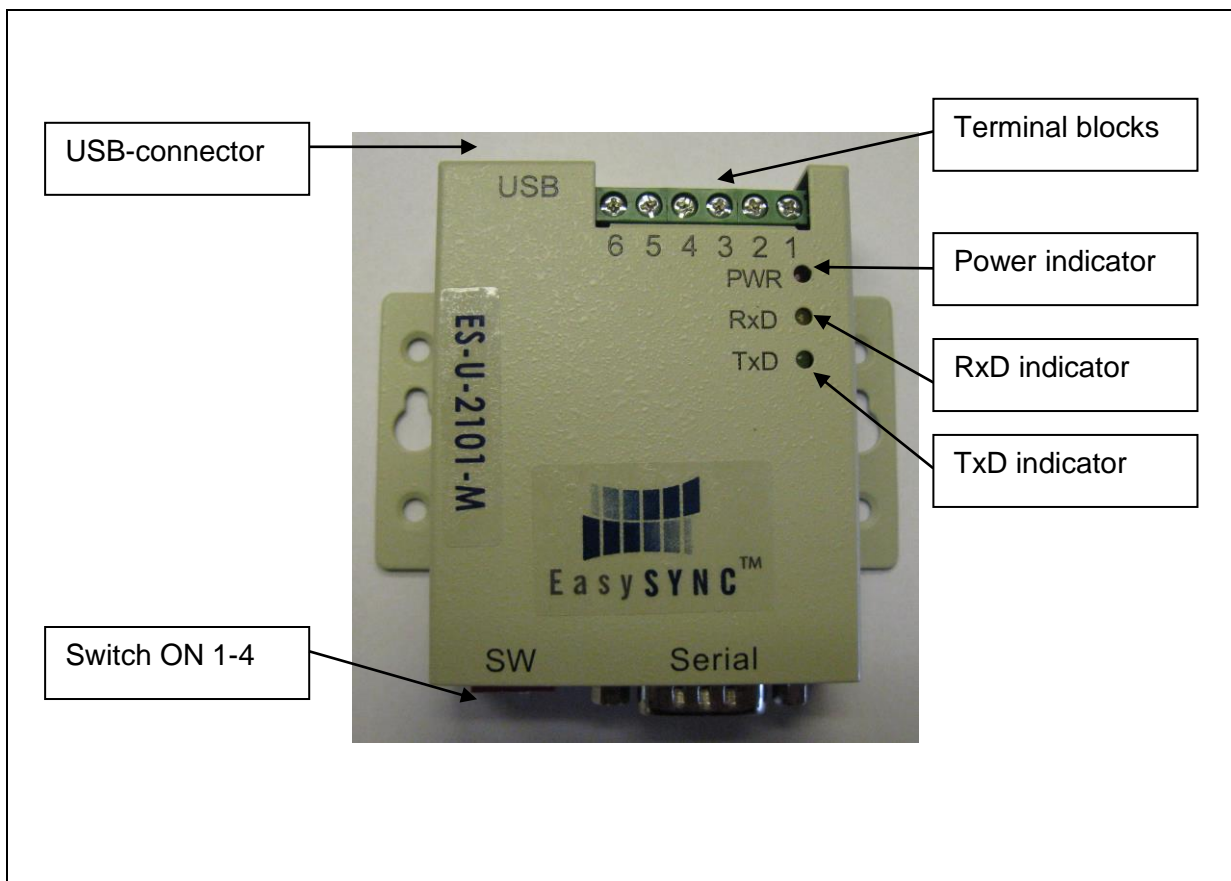 USB-connector
Terminal blocks
USB
6 5 4 3 2 1
Power indicator
PWR
RxD
RxD indicator
TxD
ES-U-2101-M
TxD indicator
EasySYNC™
Switch ON 1-4
SW
Serial